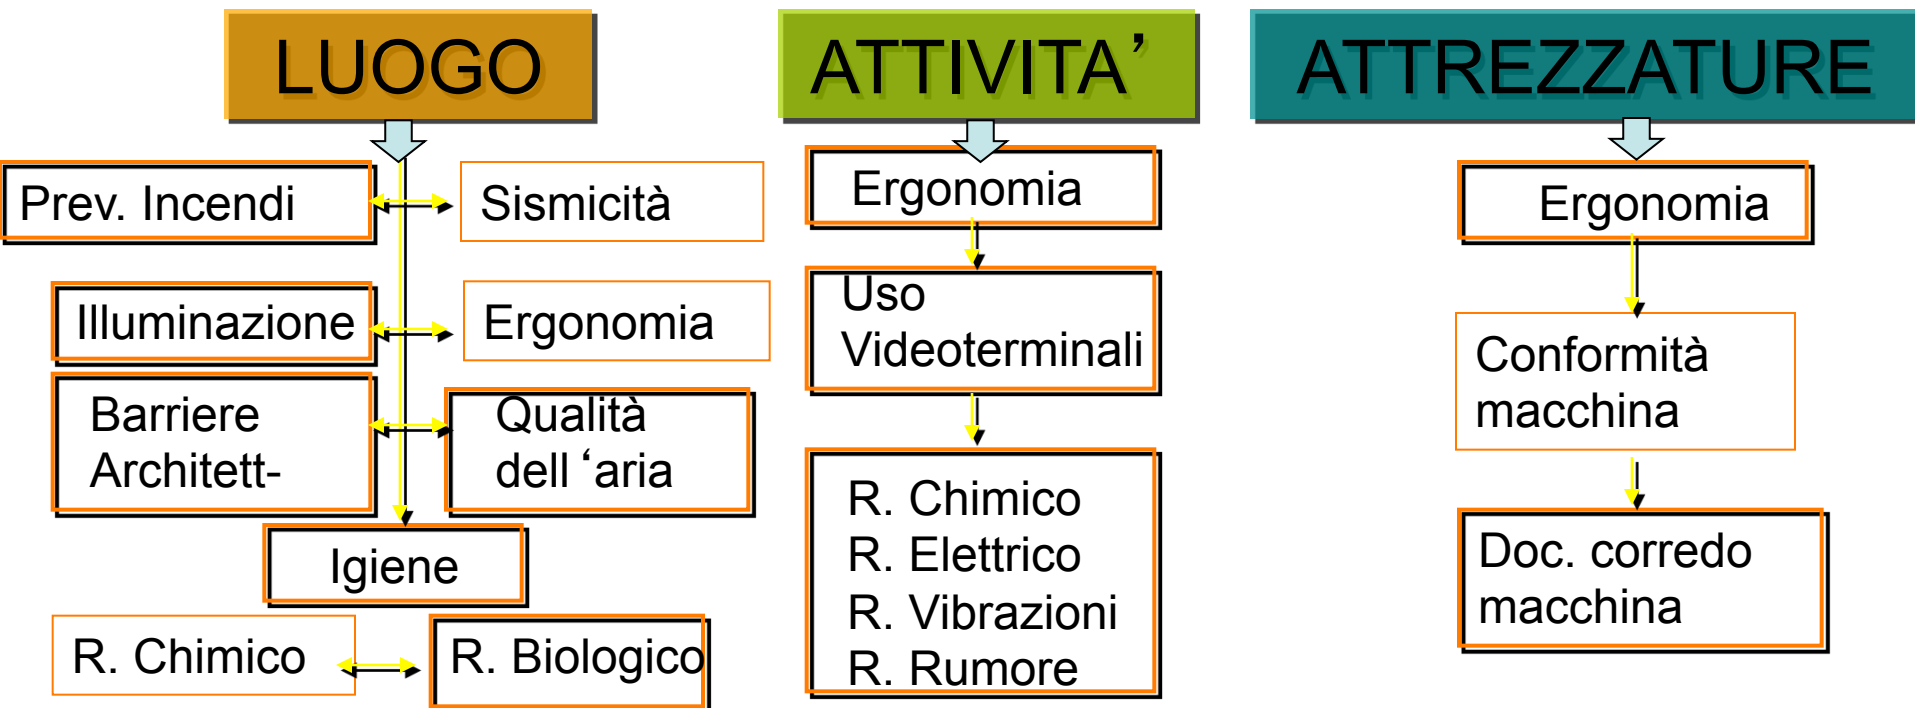 LUOGO
ATTIVITA’
ATTREZZATURE
Prev. Incendi
Sismicità
Illuminazione
Ergonomia
Barriere
Architett-
Qualità
dell ‘aria
Igiene
R. Chimico
R. Biologico
Ergonomia
Uso
Videoterminali
R. Chimico
R. Elettrico
R. Vibrazioni
R. Rumore
Ergonomia
Conformità
macchina
Doc. corredo
macchina